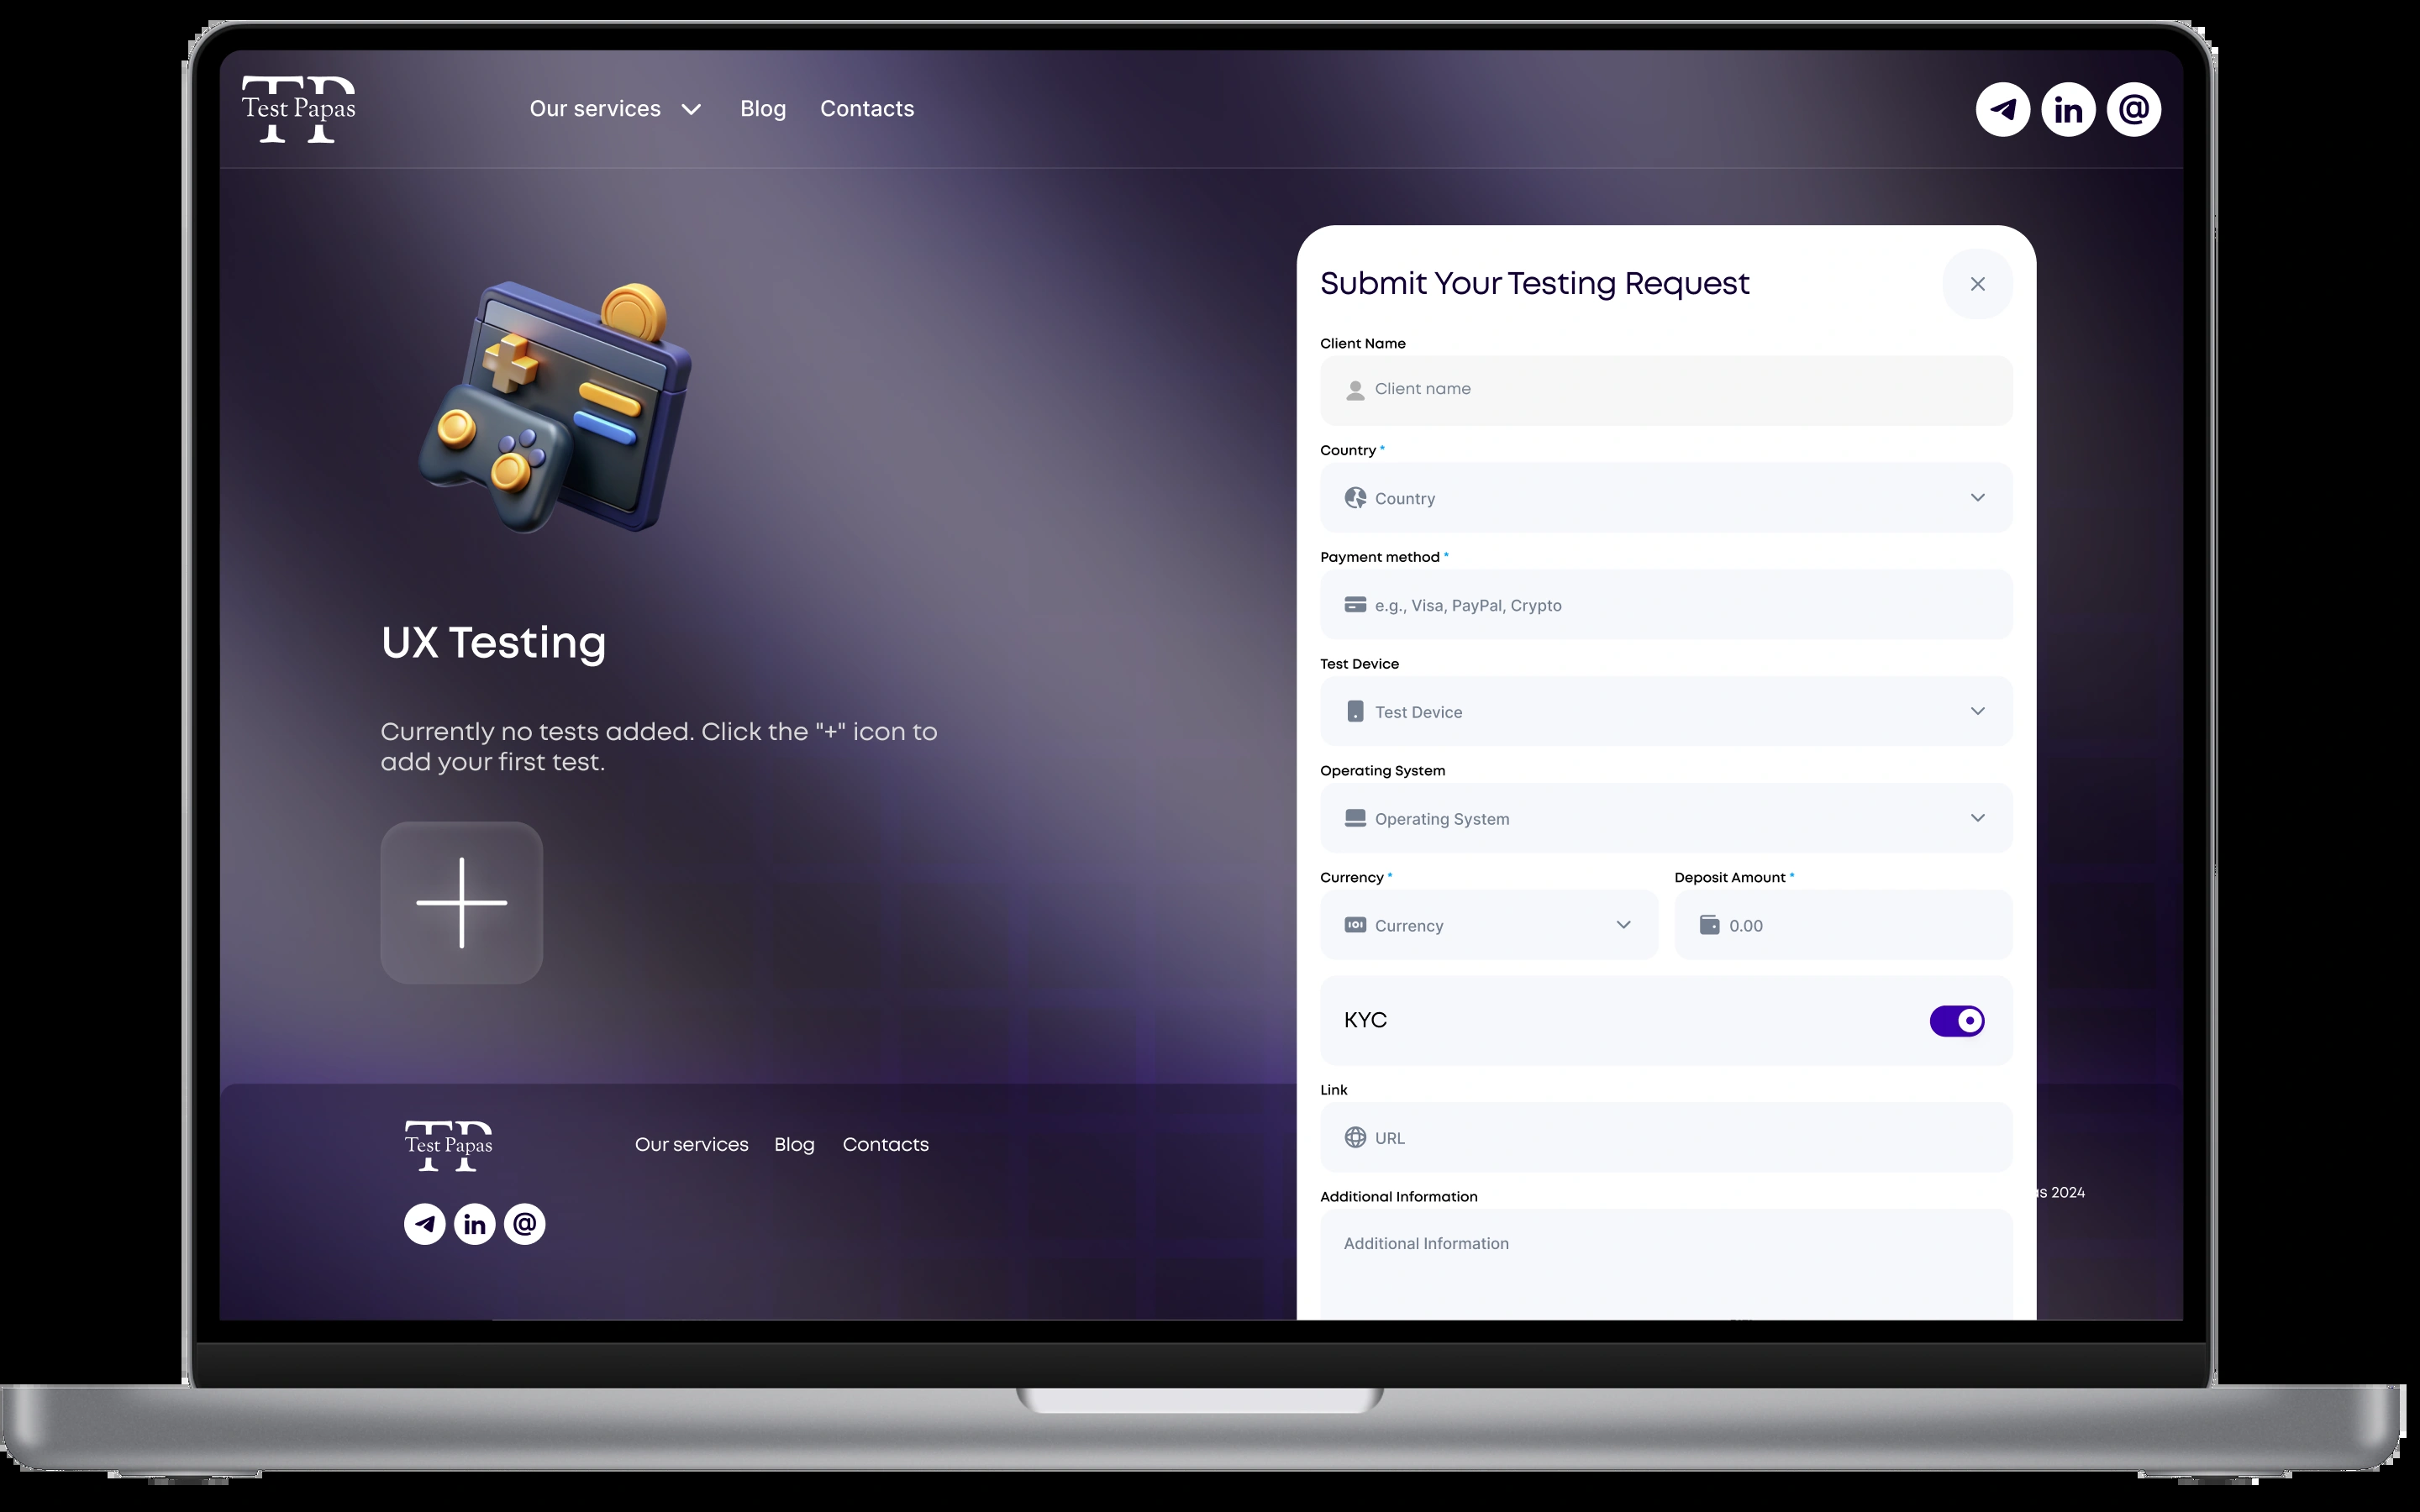 Test Papas
Our services
Blog
Contacts
in
@
Submit Your Testing Request
Client Name
Client name
Country *
Country
Payment method *
e.g., Visa, PayPal, Crypto
Test Device
Test Device
Operating System
Operating System
Currency *
Currency
Deposit Amount *
0.00
KYC
Link
URL
Additional Information
Additional Information
UX Testing
Currently no tests added. Click the "+" icon to
add your first test.
TP
Test Papas
Our services
Blog
Contacts
in
@
2024